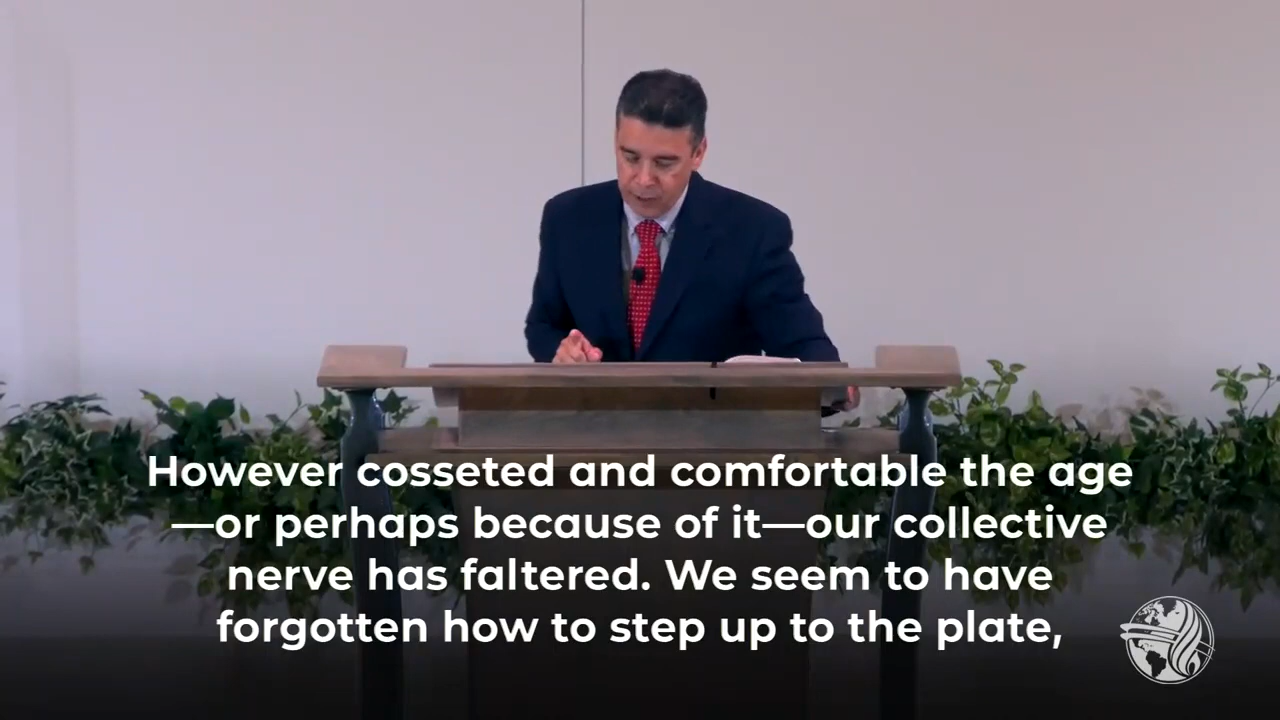 However cosseted and comfortable the age
—or perhaps because of it—our collective
nerve has faltered. We seem to have
forgotten how to step up to the plate,